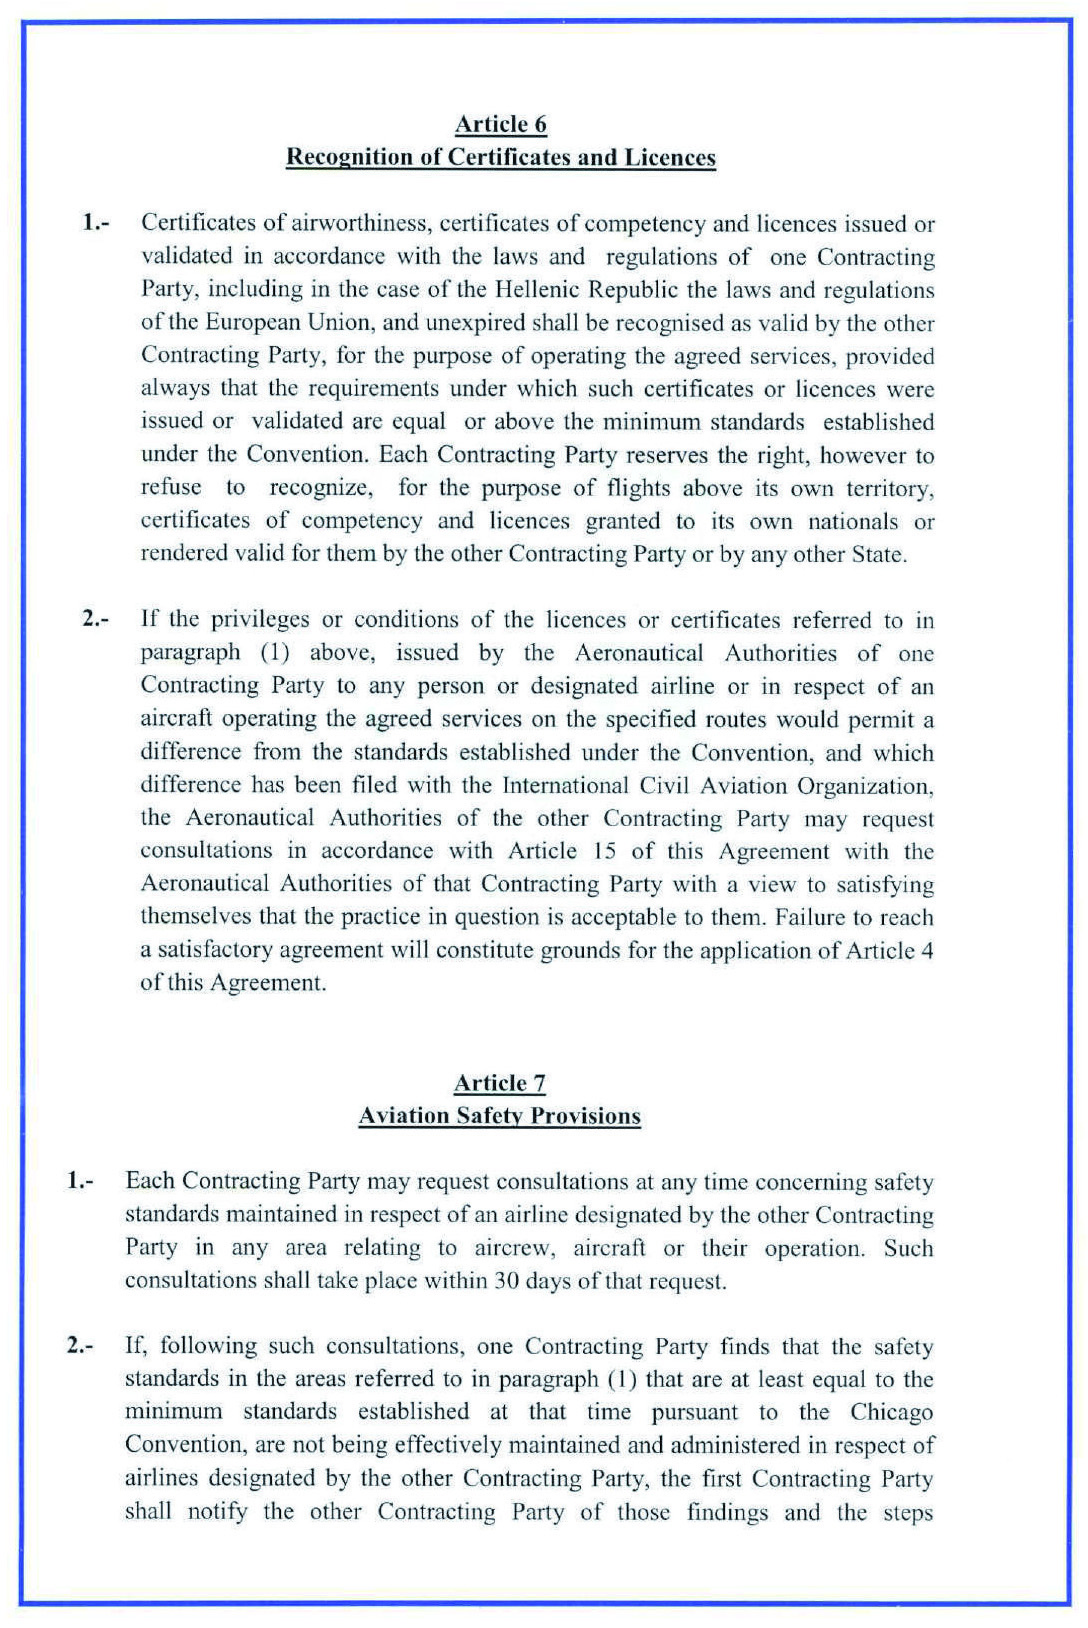 Article 6
Recognition of Certificates and Licences
1.- Certificates of airworthiness, certificates of competency and licences issued or
validated in accordance with the laws and regulations of one Contracting
Party, including in the case of the Hellenic Republic the laws and regulations
of the European Union, and unexpired shall be recognised as valid by the other
Contracting Party, for the purpose of operating the agreed services, provided
always that the requirements under which such certificates or licences were
issued or validated are equal or above the minimum standards established
under the Convention. Each Contracting Party reserves the right, however to
refuse to recognize, for the purpose of flights above its own territory,
certificates of competency and licences granted to its own nationals or
rendered valid for them by the other Contracting Party or by any other State.
2.- If the privileges or conditions of the licences or certificates referred to in
paragraph (1) above, issued by the Aeronautical Authorities of one
Contracting Party to any person or designated airline or in respect of an
aircraft operating the agreed services on the specified routes would permit a
difference from the standards established under the Convention, and which
difference has been filed with the International Civil Aviation Organization,
the Aeronautical Authorities of the other Contracting Party may request
consultations in accordance with Article 15 of this Agreement with the
Aeronautical Authorities of that Contracting Party with a view to satisfying
themselves that the practice in question is acceptable to them. Failure to reach
a satisfactory agreement will constitute grounds for the application of Article 4
of this Agreement.
Article 7
Aviation Safety Provisions
1.- Each Contracting Party may request consultations at any time concerning safety
standards maintained in respect of an airline designated by the other Contracting
Party in any area relating to aircrew, aircraft or their operation. Such
consultations shall take place within 30 days of that request.
2.- If, following such consultations, one Contracting Party finds that the safety
standards in the areas referred to in paragraph (1) that are at least equal to the
minimum standards established at that time pursuant to the Chicago
Convention, are not being effectively maintained and administered in respect of
airlines designated by the other Contracting Party, the first Contracting Party
shall notify the other Contracting Party of those findings and the steps